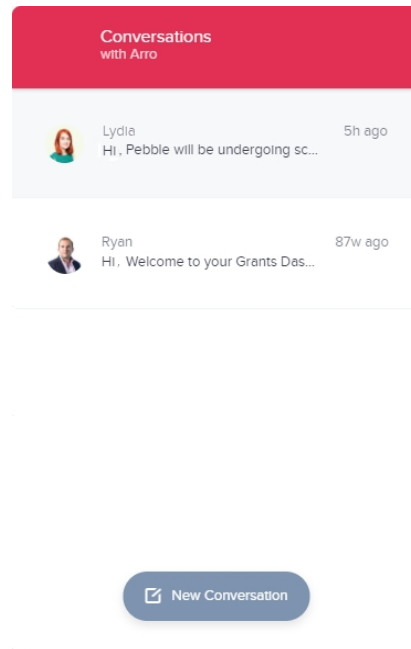 Conversations
with Arro
Lydia
5h ago
Hi, Pebble will be undergoing sc...
Ryan
87w ago
Hi, Welcome to your Grants Das...
New Conversation